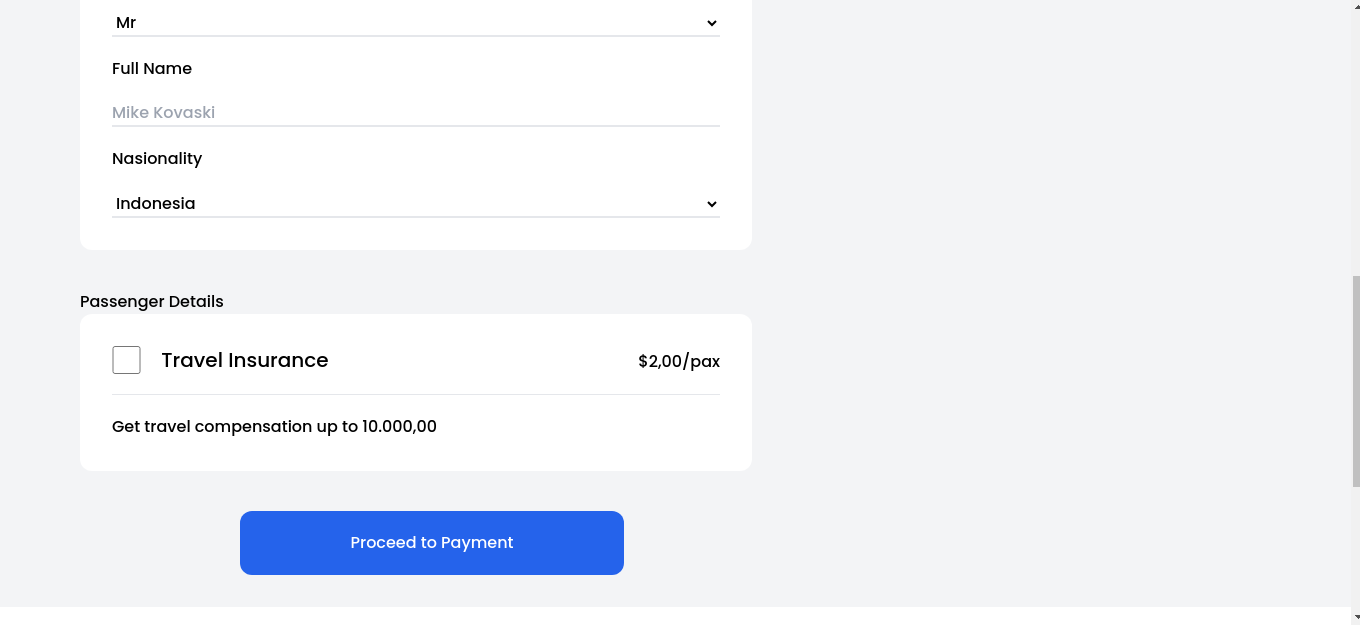 Mr
Full Name
Mike Kovaski
Nasionality
Indonesia
Passenger Details
Travel Insurance $2,00/pax
Get travel compensation up to 10.000,00
Proceed to Payment